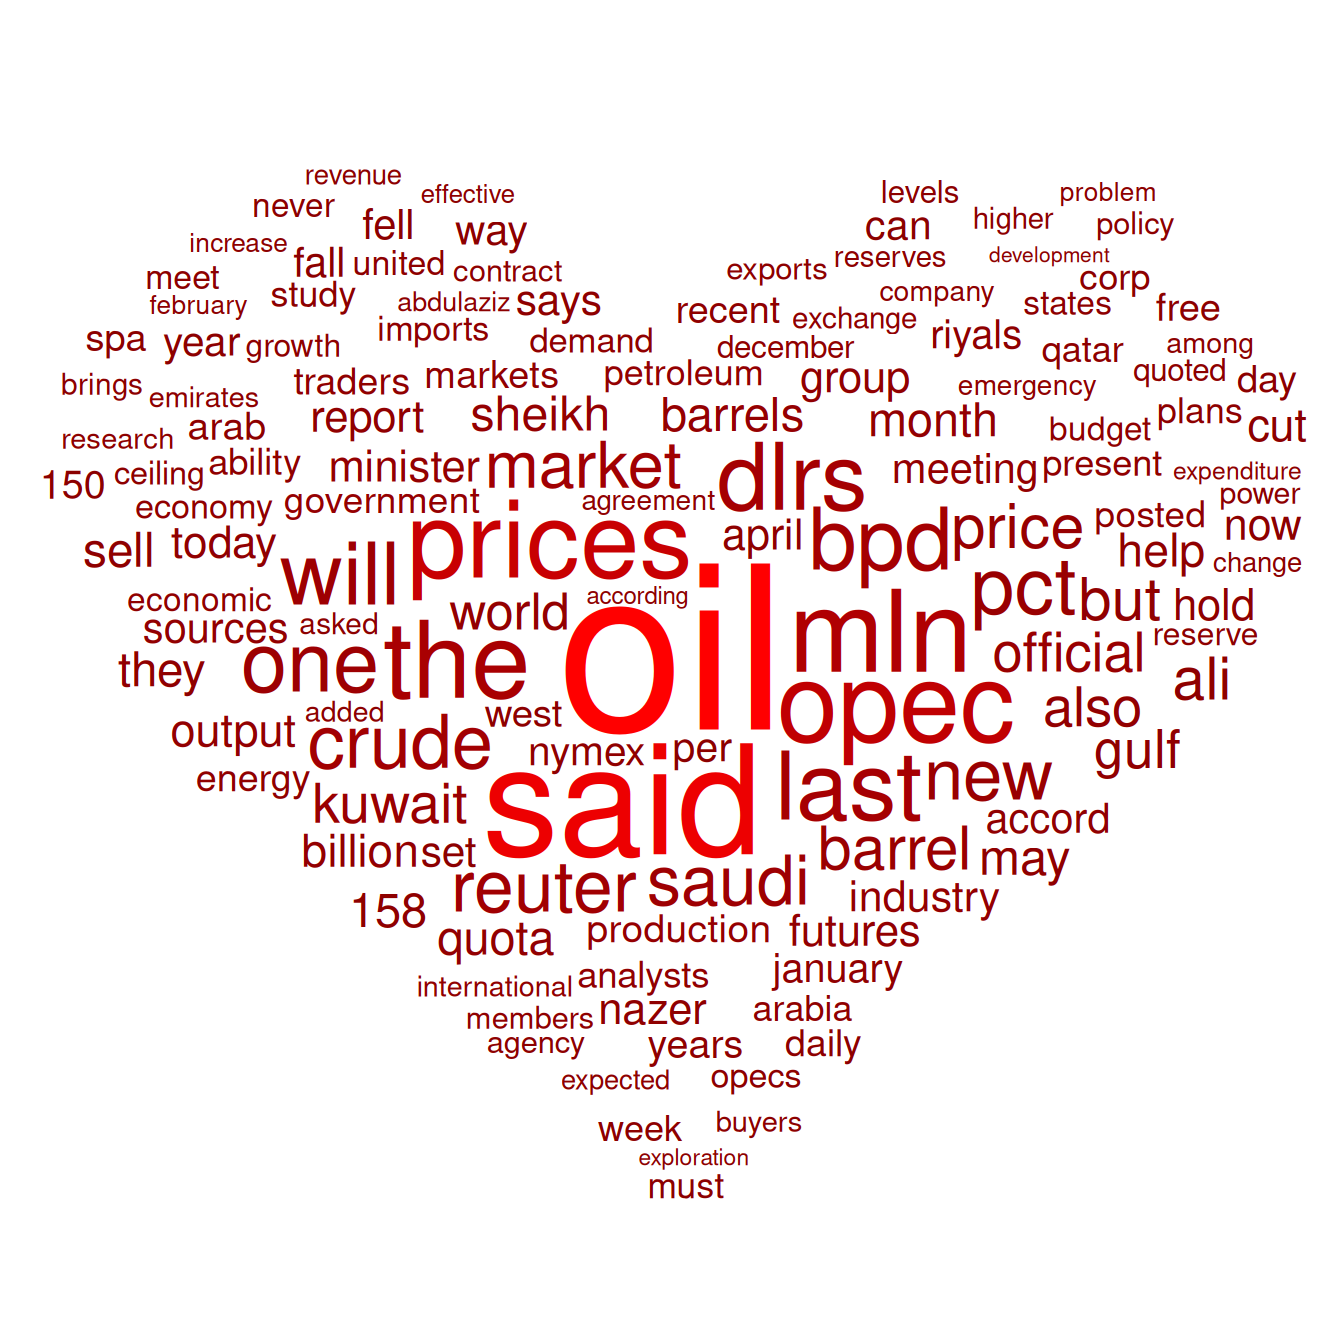 revenue
effective
levels
problem
never
fell
way
can
higher
policy
increase
fall
united
contract
exports
reserves
development
meet
study
abdulaziz
says
company
corp
february
imports
recent
exchange
states
free
spa
year
growth
demand
december
riyals
qatar
among
brings
emirates
traders
markets
petroleum
group
emergency
quoted
day
research
arab
report
sheikh
barrels
month
budget
plans
cut
150
ceiling
ability
minister
market
dlrs
meeting
present
expenditure
economy
government
agreement
power
sell
today
will
prices
april
bpd
price
posted
help
now
change
economic
sources
asked
world
according
oil
mln
pct
but
hold
they
one
the
official
reserve
ali
output
added
crude
west
nymex
per
opec
also
gulf
energy
kuwait
said
last
new
accord
billion
set
barrel
may
158
reuter
saudi
industry
quota
production
futures
international
analysts
january
members
nazer
arabia
agency
years
daily
expected
opecs
week
buyers
exploration
must